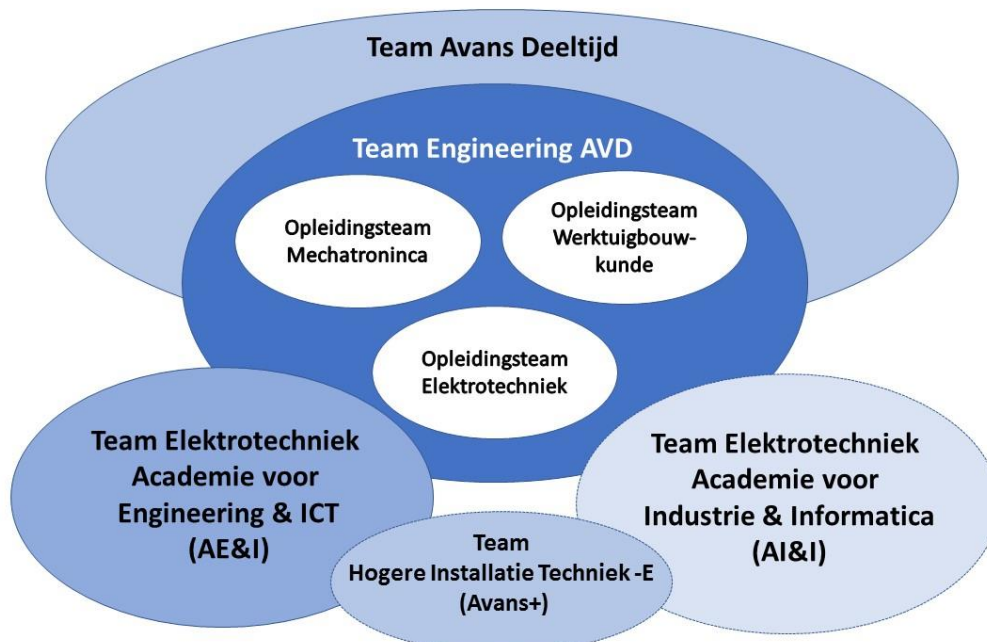 Team Avans Deeltijd
Team Engineering AVD
Opleidingsteam
Mechatroninca
Opleidingsteam
Werktuigbouw-
kunde
Opleidingsteam
Elektrotechniek
Team Elektrotechniek
Academie voor
Engineering & ICT
(AE&I)
Team
Hogere Installatie Techniek -E
(Avans+)
Team Elektrotechniek
Academie voor
Industrie & Informatica
(AI&I)